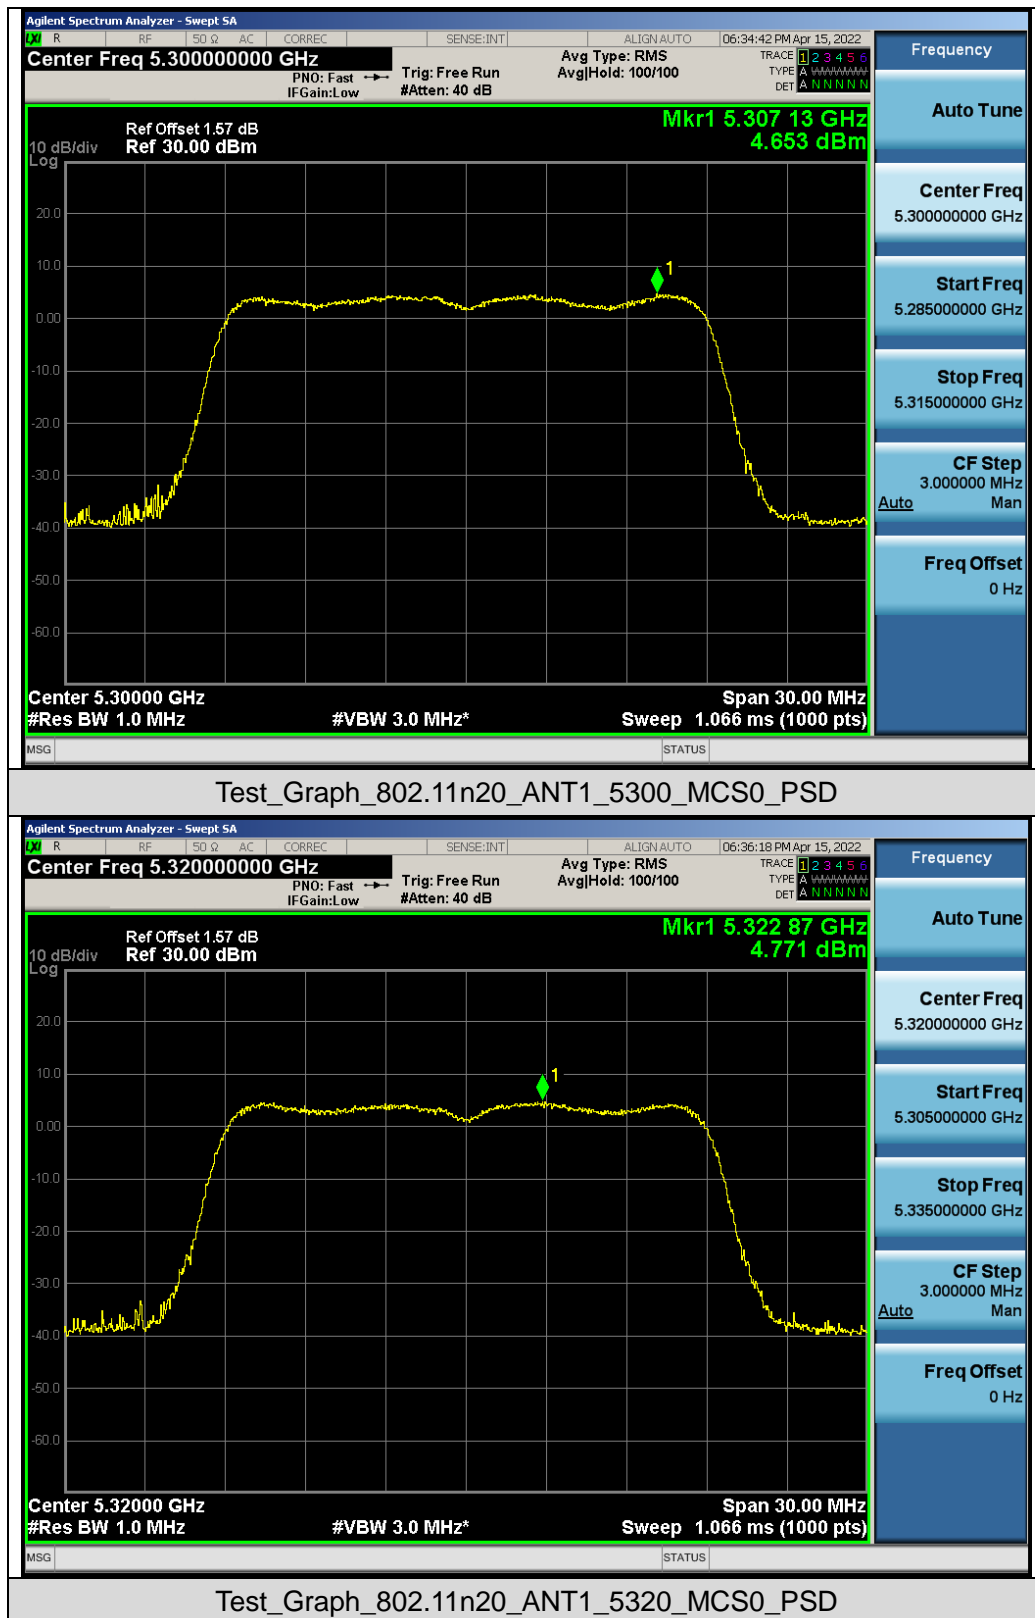 Agilent Spectrum Analyzer - Swept SA
LXI R RF 50 Ω AC CORREC SENSE:INT ALIGN AUTO 06:34:42 PM Apr 15, 2022
Center Freq 5.300000000 GHz
PNO: Fast
IFGain:Low
Trig: Free Run
#Atten: 40 dB
Avg Type: RMS
Avg|Hold: 100/100
TRACE 1 2 3 4 5 6
TYPE A WWWWW
DET A N N N N N
Ref Offset 1.57 dB
10 dB/div Ref 30.00 dBm
Log
Mkr1 5.307 13 GHz
4.653 dBm
20.0
10.0
0.00
-10.0
-20.0
-30.0
-40.0
-50.0
-60.0
1
Center 5.30000 GHz Span 30.00 MHz
#Res BW 1.0 MHz #VBW 3.0 MHz* Sweep 1.066 ms (1000 pts)
MSG STATUS
Frequency
Auto Tune
Center Freq
5.300000000 GHz
Start Freq
5.285000000 GHz
Stop Freq
5.315000000 GHz
CF Step
3.000000 MHz
Auto Man
Freq Offset
0 Hz
Test_Graph_802.11n20_ANT1_5300_MCS0_PSD
Agilent Spectrum Analyzer - Swept SA
LXI R RF 50 Ω AC CORREC SENSE:INT ALIGN AUTO 06:36:18 PM Apr 15, 2022
Center Freq 5.320000000 GHz
PNO: Fast
IFGain:Low
Trig: Free Run
#Atten: 40 dB
Avg Type: RMS
Avg|Hold: 100/100
TRACE 1 2 3 4 5 6
TYPE A WWWWW
DET A N N N N N
Ref Offset 1.57 dB
10 dB/div Ref 30.00 dBm
Log
Mkr1 5.322 87 GHz
4.771 dBm
20.0
10.0
0.00
-10.0
-20.0
-30.0
-40.0
-50.0
-60.0
1
Center 5.32000 GHz Span 30.00 MHz
#Res BW 1.0 MHz #VBW 3.0 MHz* Sweep 1.066 ms (1000 pts)
MSG STATUS
Frequency
Auto Tune
Center Freq
5.320000000 GHz
Start Freq
5.305000000 GHz
Stop Freq
5.335000000 GHz
CF Step
3.000000 MHz
Auto Man
Freq Offset
0 Hz
Test_Graph_802.11n20_ANT1_5320_MCS0_PSD